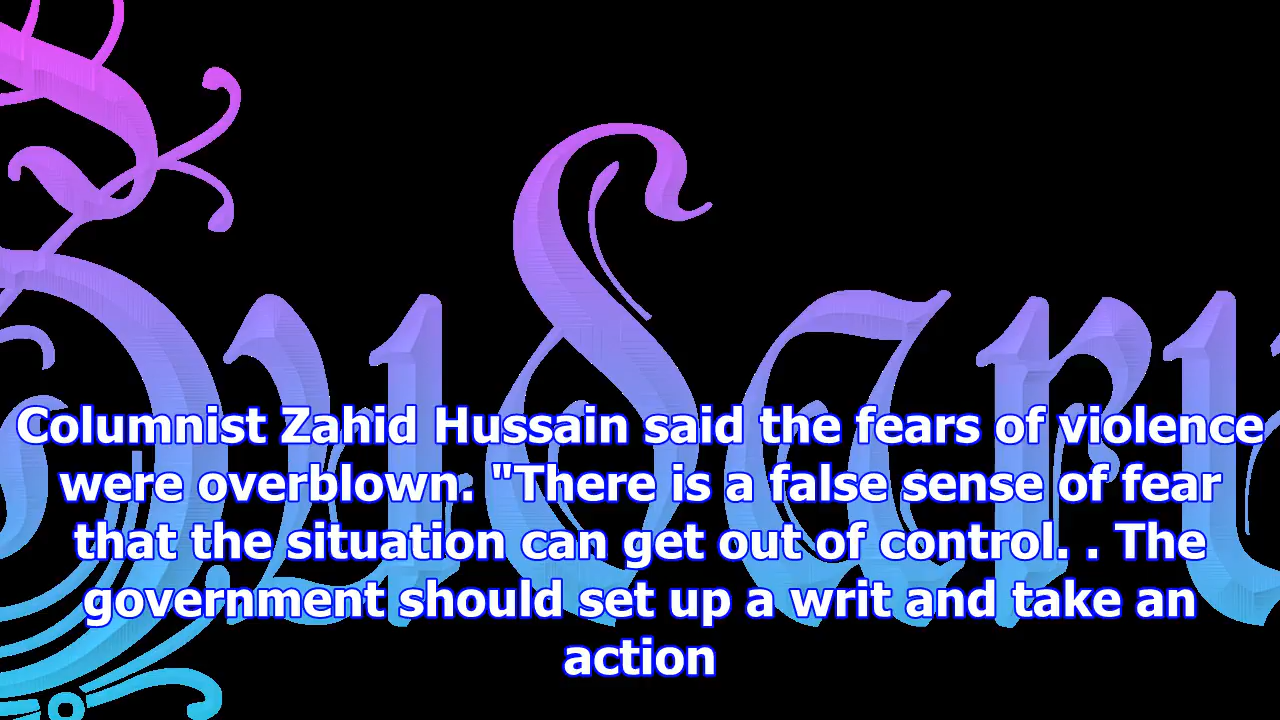 Columnist Zahid Hussain said the fears of violence
were overblown. "There is a false sense of fear
that the situation can get out of control. . The
government should set up a writ and take an
action